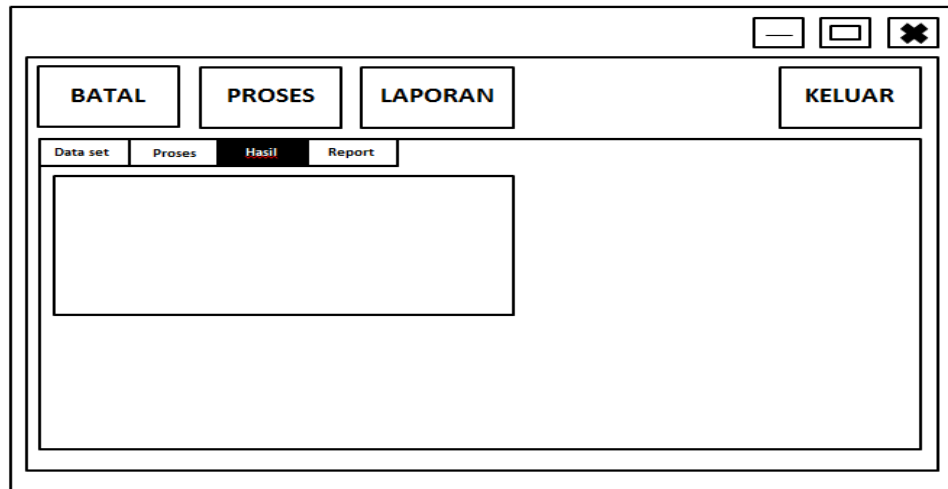 BATAL PROSES LAPORAN KELUAR
Data set Proses Hasil Report